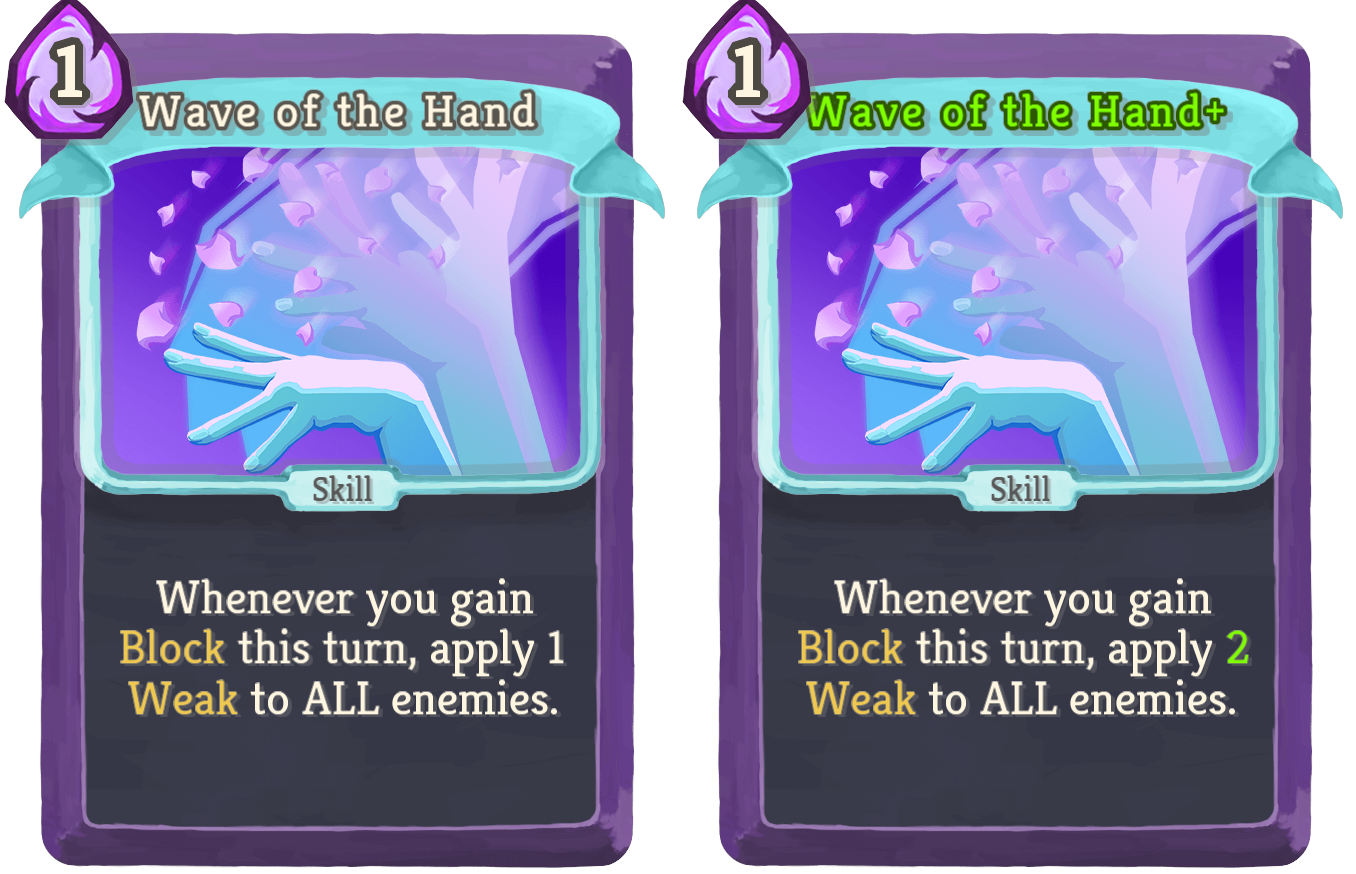 1
Wave of the Hand
Skill
Whenever you gain
Block this turn, apply 1
Weak to ALL enemies.
1
Wave of the Hand+
Skill
Whenever you gain
Block this turn, apply 2
Weak to ALL enemies.